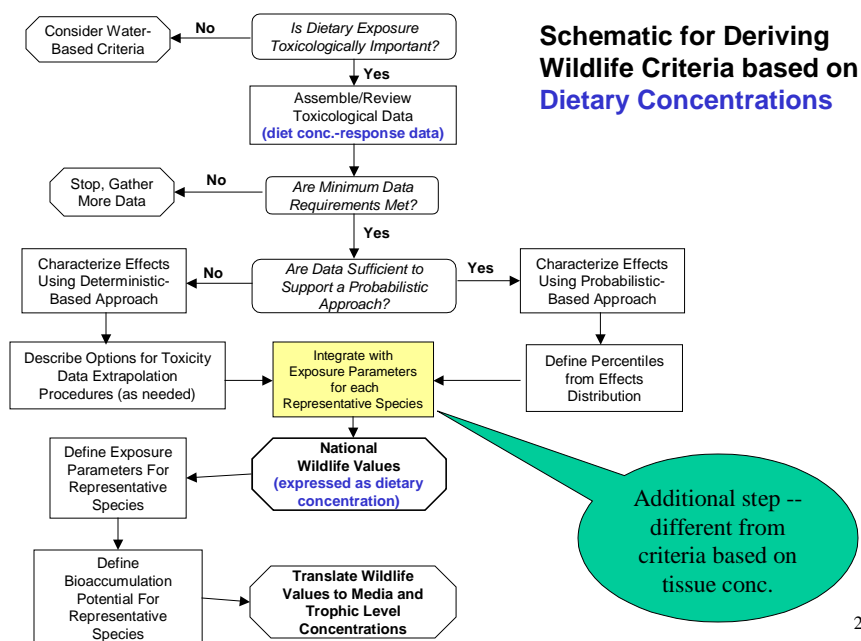 Schematic for Deriving
Wildlife Criteria based on
Dietary Concentrations
Is Dietary Exposure
Toxicologically Important?
No
Consider Water-
Based Criteria
Yes
Assemble/Review
Toxicological Data
(diet conc.-response data)
Are Minimum Data
Requirements Met?
No
Stop, Gather
More Data
Yes
Are Data Sufficient to
Support a Probabilistic
Approach?
No
Characterize Effects
Using Deterministic-
Based Approach
Yes
Characterize Effects
Using Probabilistic-
Based Approach
Describe Options for Toxicity
Data Extrapolation
Procedures (as needed)
Integrate with
Exposure Parameters
for each
Representative Species
Define Percentiles
from Effects
Distribution
Define Exposure
Parameters For
Representative
Species
National
Wildlife Values
(expressed as dietary
concentration)
Additional step --
different from
criteria based on
tissue conc.
Define
Bioaccumulation
Potential For
Representative
Species
Translate Wildlife
Values to Media and
Trophic Level
Concentrations
2